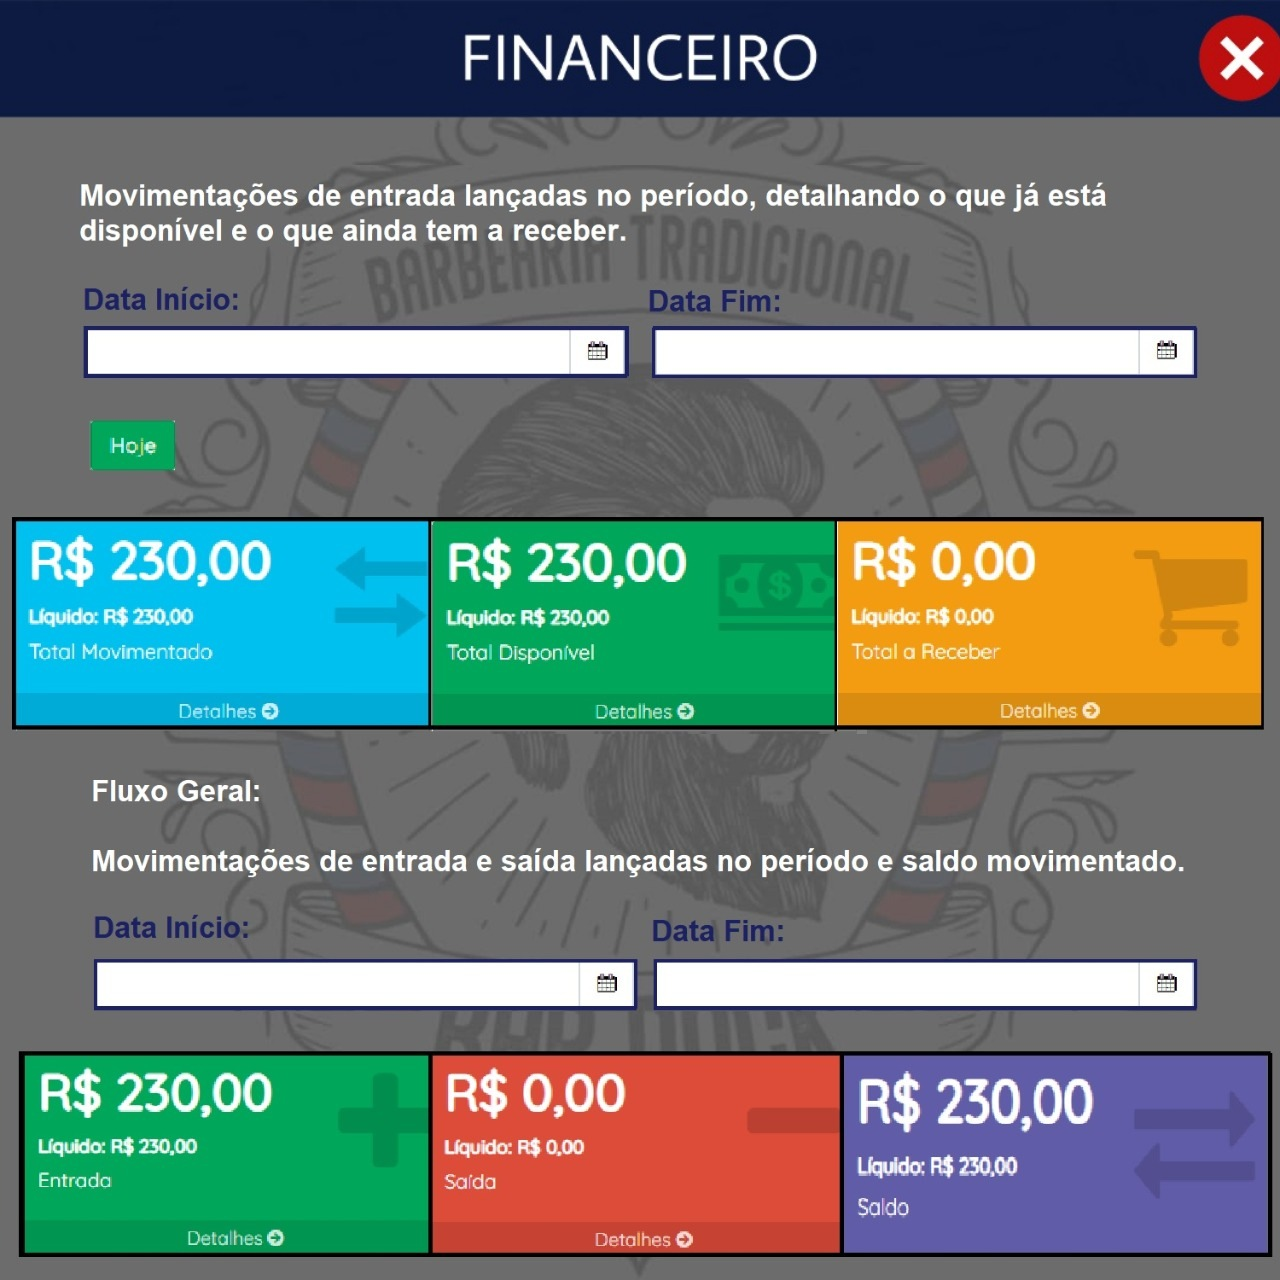 FINANCEIRO
Movimentações de entrada lançadas no período, detalhando o que já está
disponível e o que ainda tem a receber.
BARBEARIA TRADICIONAL
Data Início:
Data Fim:
Hoje
R$ 230,00
Líquido: R$ 230,00
Total Movimentado
Detalhes
R$ 230,00
Líquido: R$ 230,00
Total Disponível
Detalhes
R$ 0,00
Líquido: R$ 0,00
Total a Receber
Detalhes
Fluxo Geral:
Movimentações de entrada e saída lançadas no período e saldo movimentado.
Data Início:
Data Fim:
R$ 230,00
Líquido: R$ 230,00
Entrada
Detalhes
R$ 0,00
Líquido: R$ 0,00
Saída
Detalhes
R$ 230,00
Líquido: R$ 230,00
Saldo